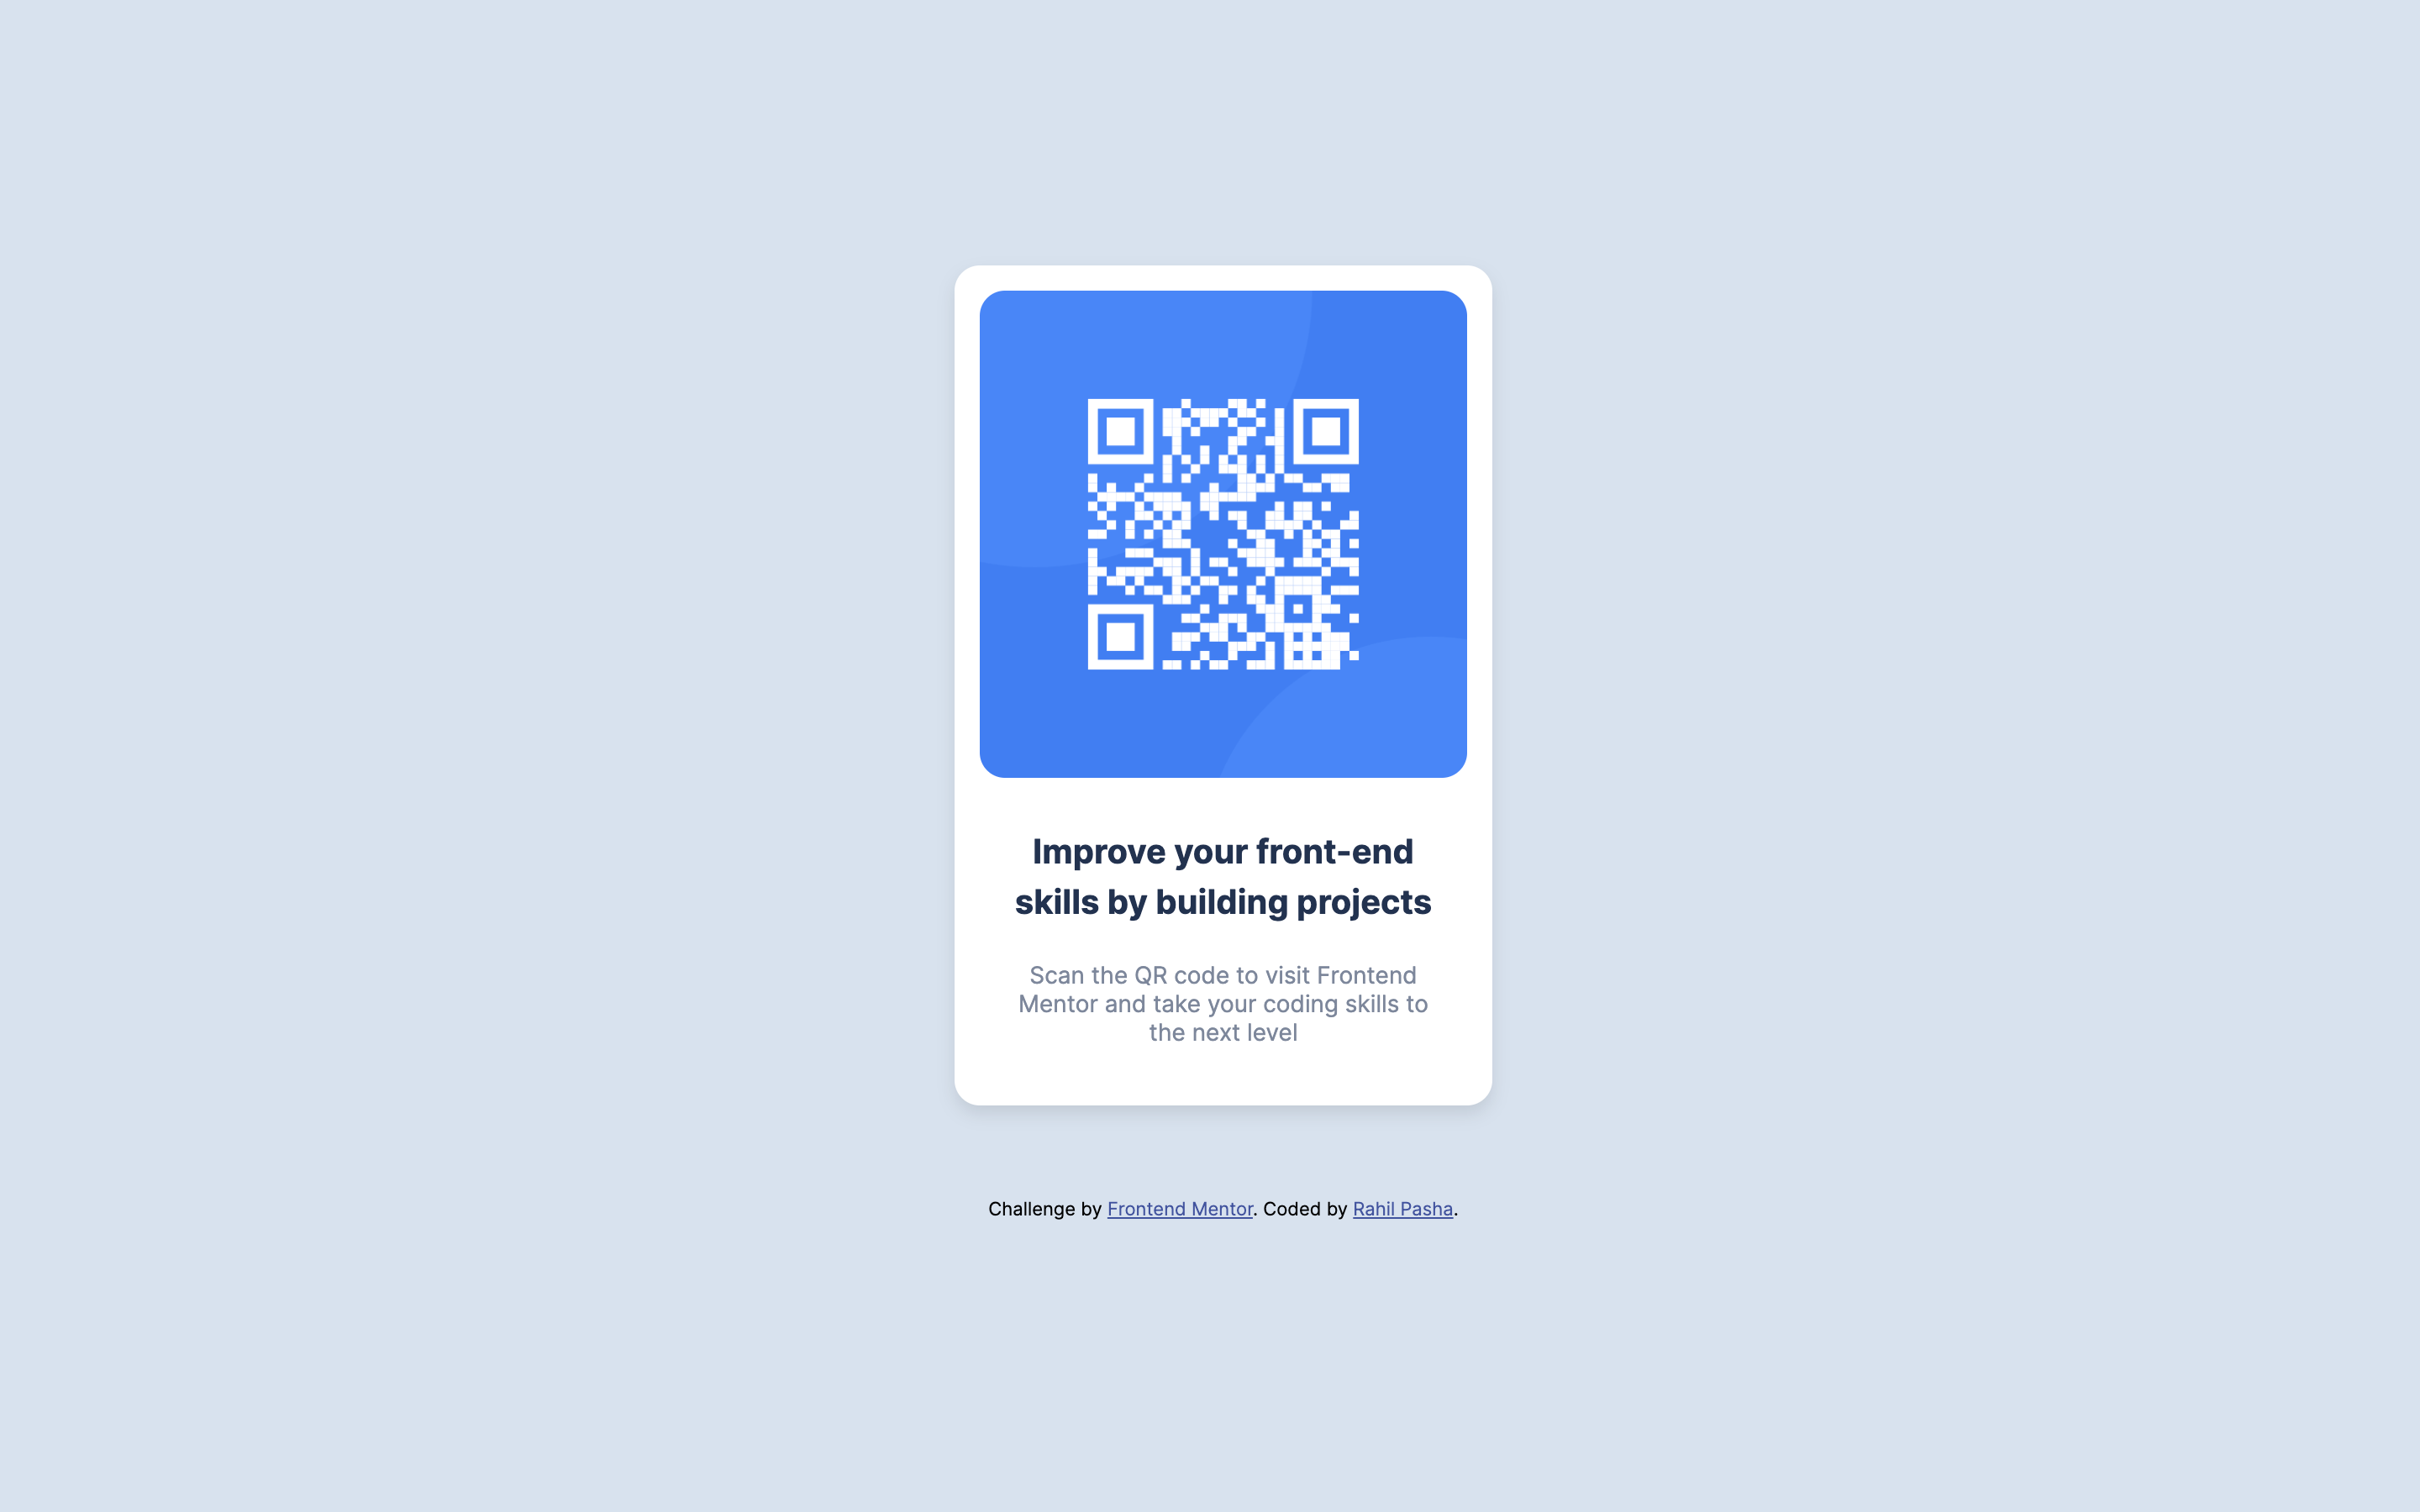 Improve your front-end
skills by building projects
Scan the QR code to visit Frontend
Mentor and take your coding skills to
the next level
Challenge by Frontend Mentor. Coded by Rahil Pasha.